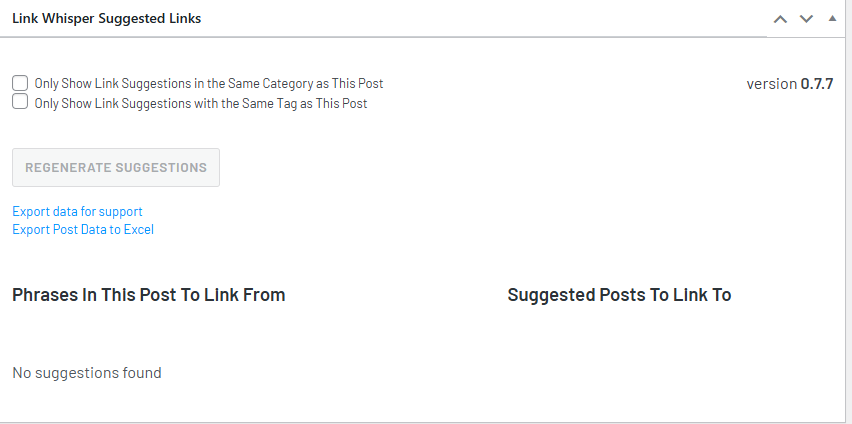 Link Whisper Suggested Links
Only Show Link Suggestions in the Same Category as This Post
version 0.7.7
Only Show Link Suggestions with the Same Tag as This Post
REGENERATE SUGGESTIONS
Export data for support
Export Post Data to Excel
Phrases In This Post To Link From
Suggested Posts To Link To
No suggestions found